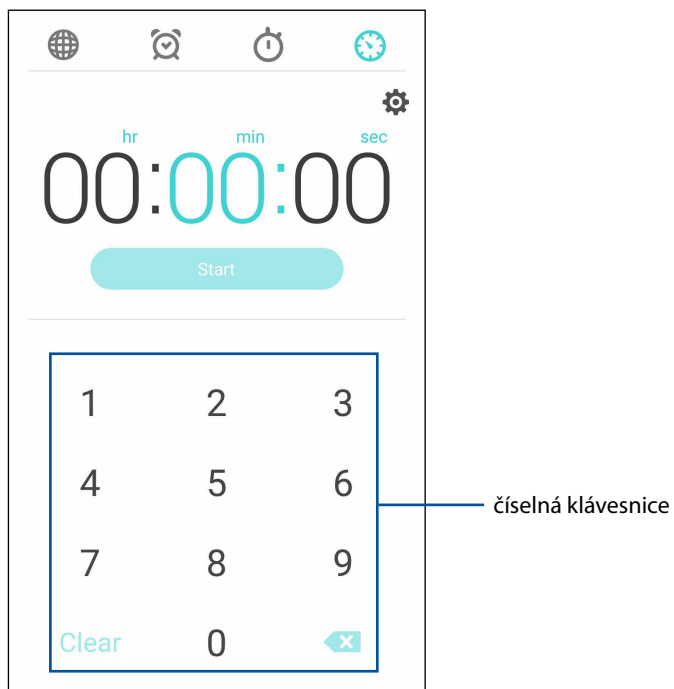 hr min sec
00:00:00
Start
1 2 3
4 5 6
číselná klávesnice
7 8 9
Clear 0